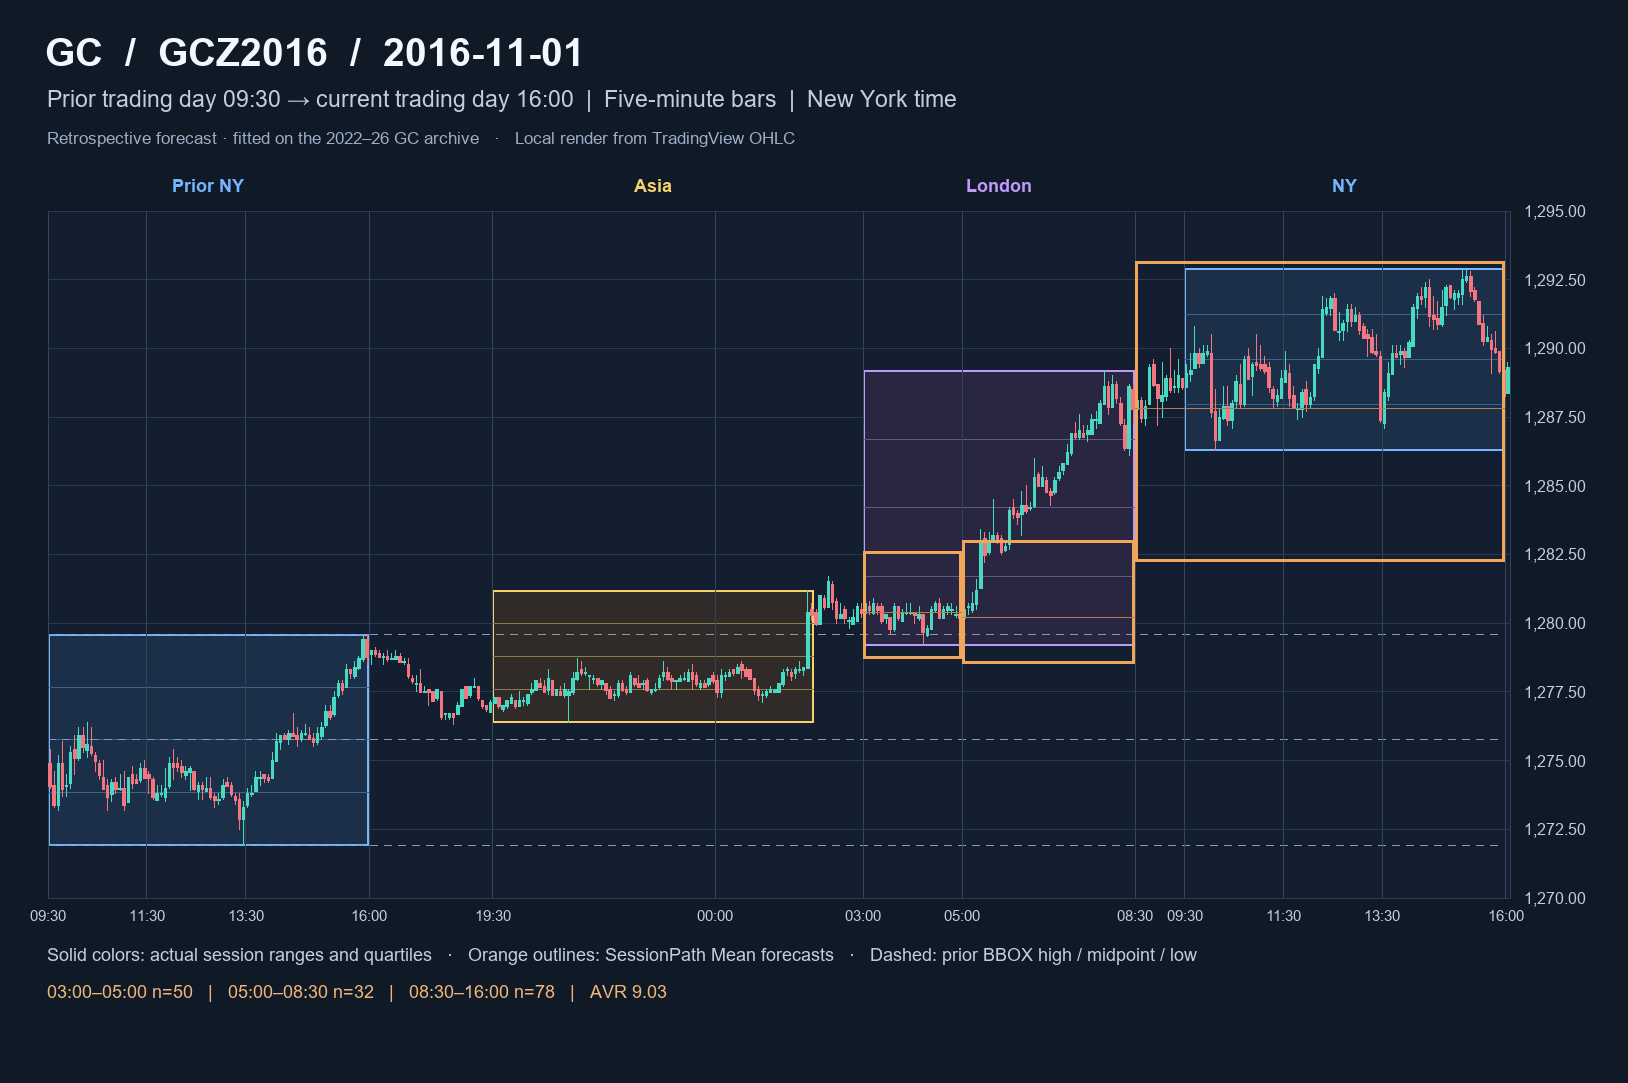 GC / GCZ2016 / 2016-11-01
Prior trading day 09:30 → current trading day 16:00 | Five-minute bars | New York time
Retrospective forecast · fitted on the 2022–26 GC archive · Local render from TradingView OHLC
Prior NY
Asia
London
NY
1,295.00
1,292.50
1,290.00
1,287.50
1,285.00
1,282.50
1,280.00
1,277.50
1,275.00
1,272.50
1,270.00
09:30 11:30 13:30 16:00 19:30 00:00 03:00 05:00 08:30 09:30 11:30 13:30 16:00
Solid colors: actual session ranges and quartiles · Orange outlines: SessionPath Mean forecasts · Dashed: prior BBOX high / midpoint / low
03:00–05:00 n=50 | 05:00–08:30 n=32 | 08:30–16:00 n=78 | AVR 9.03